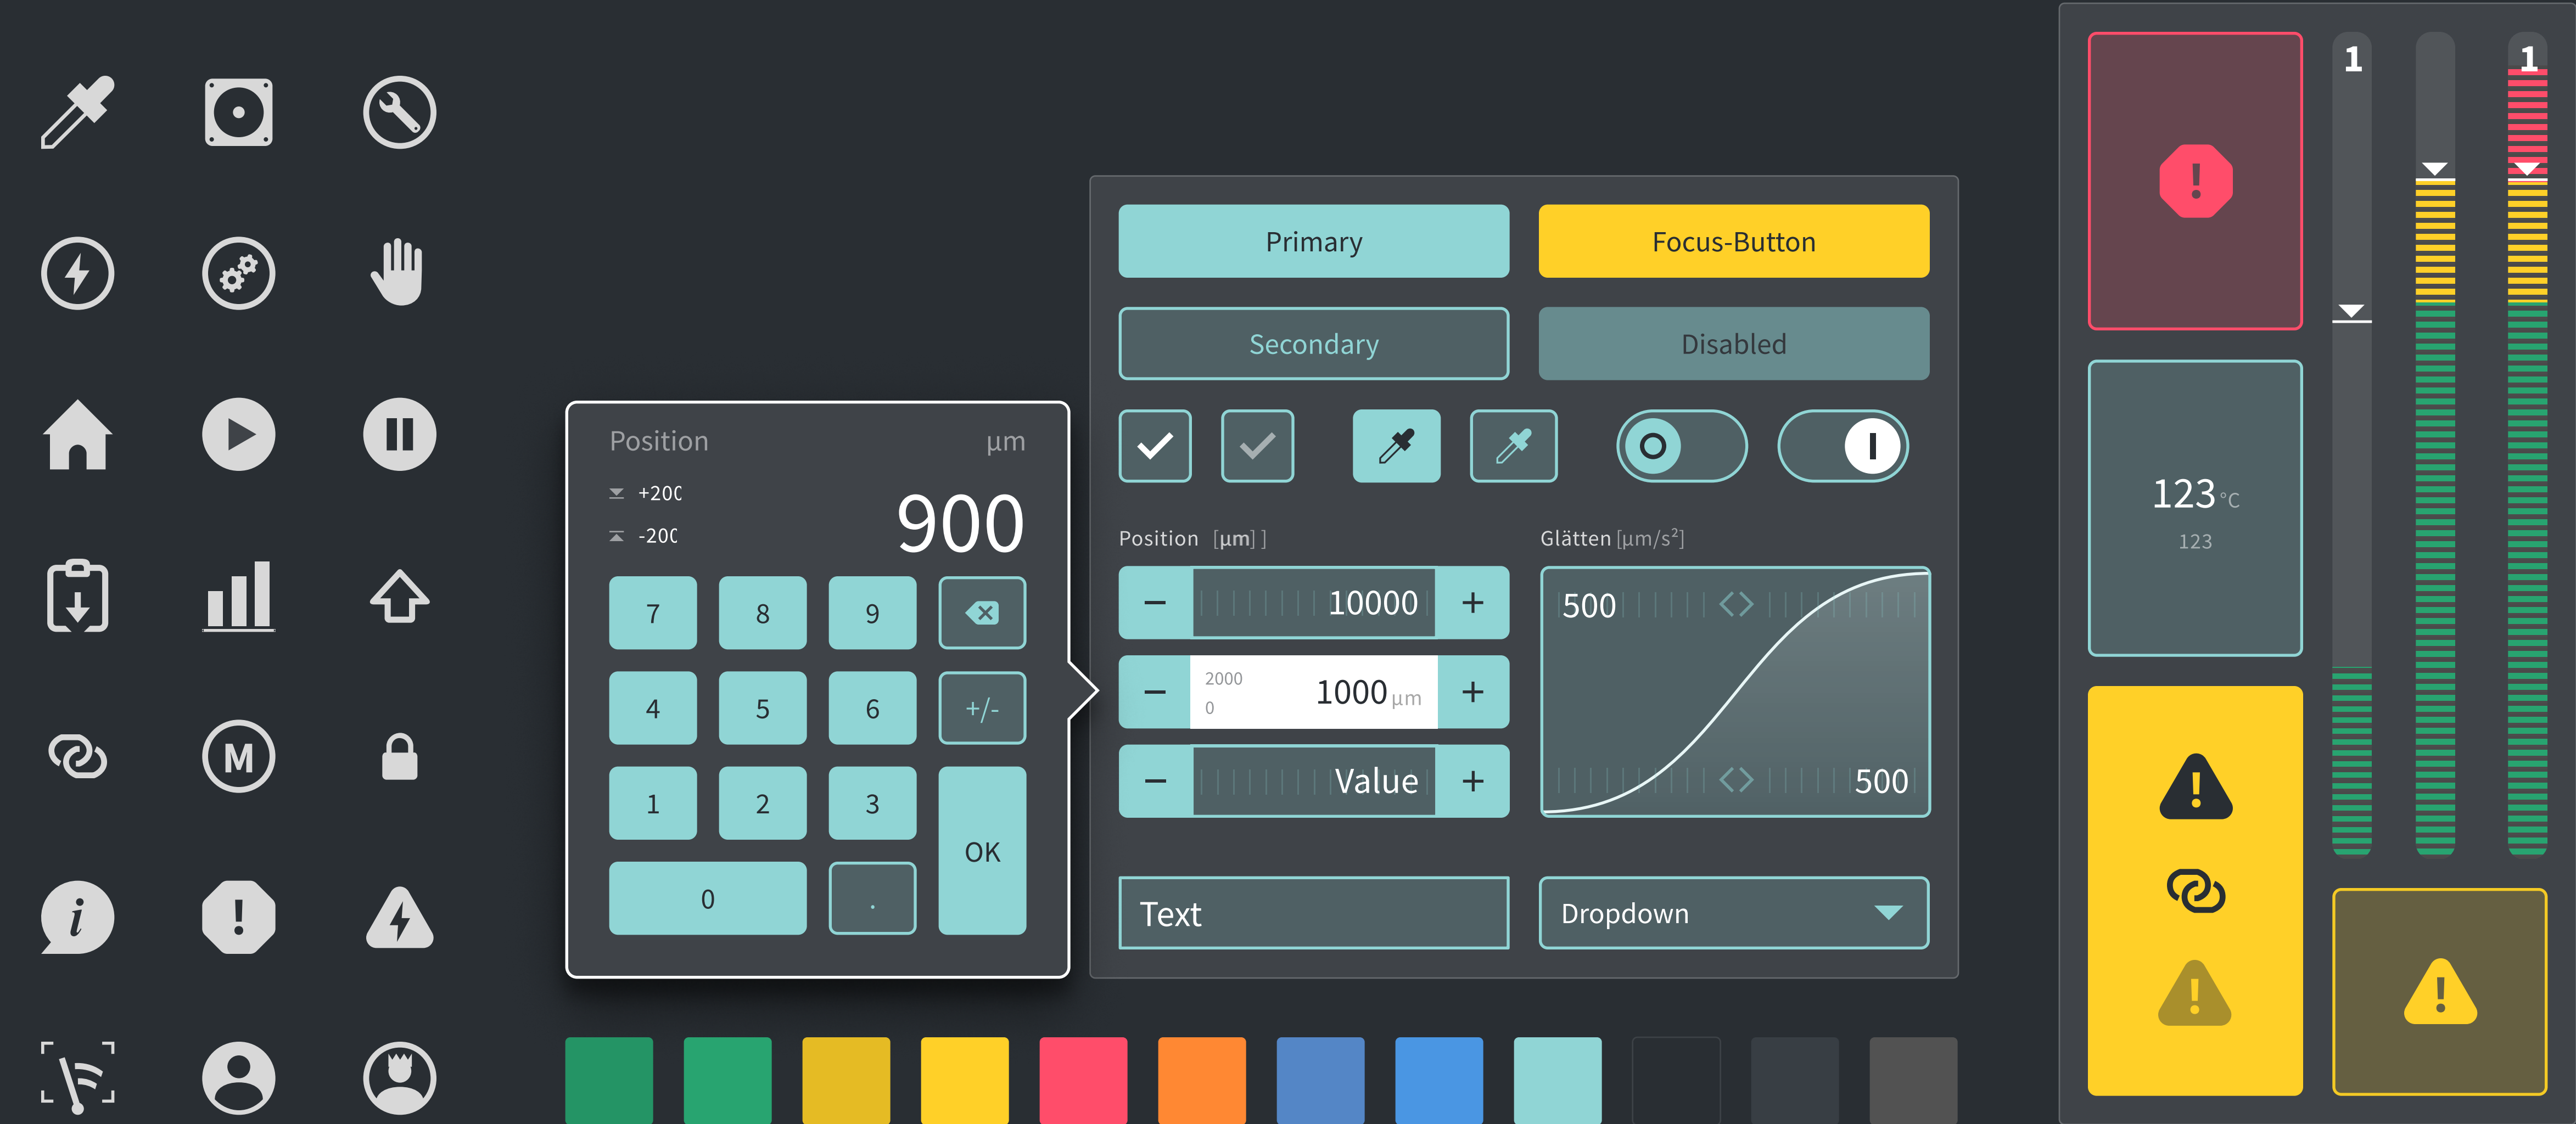 M
i
!
Position µm
+200
-200
900
7 8 9
4 5 6 +/-
1 2 3
OK
0 .
Primary
Focus-Button
Secondary
Disabled
Position [µm] ]
− 10000 +
2000
0
− 1000 µm +
− Value +
Glätten [µm/s²]
500
500
Text
Dropdown
!
123 °C
123
!
!
1
1
!